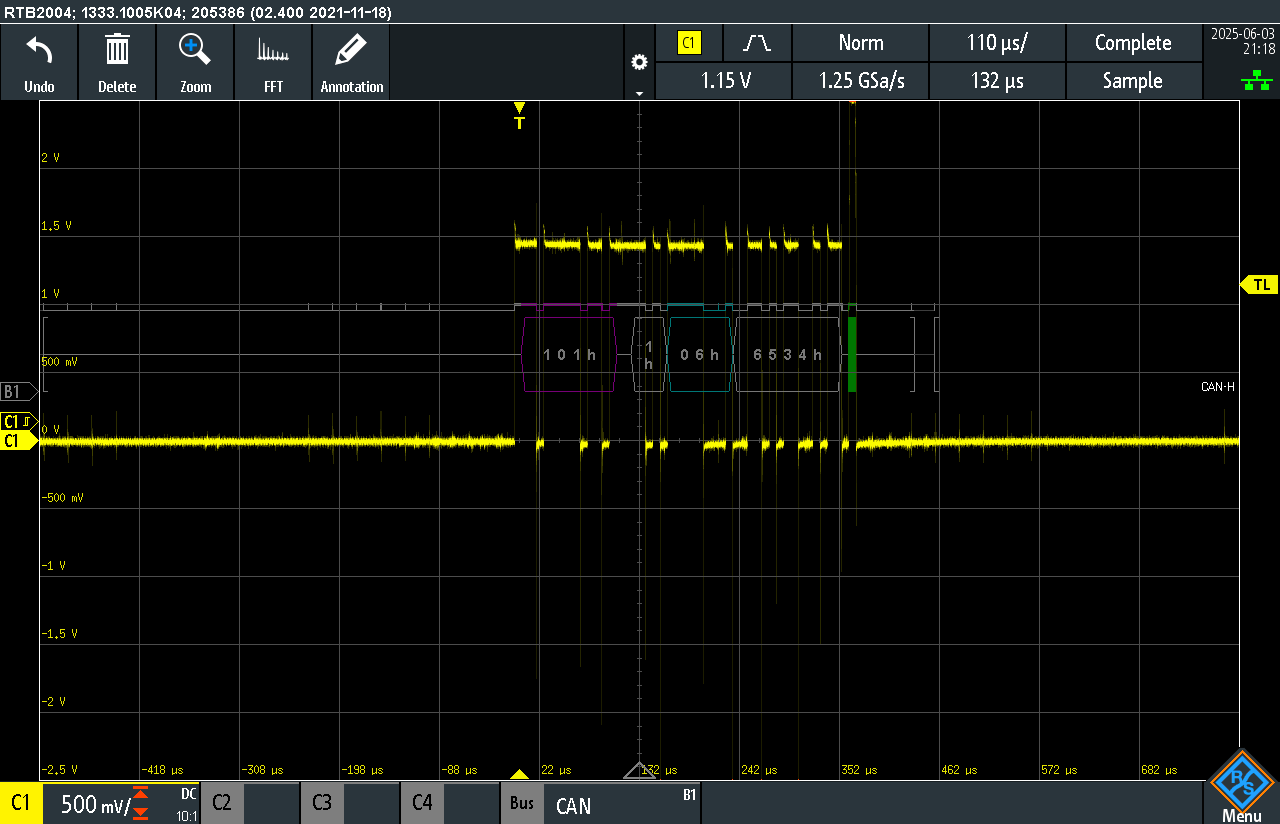 RTB2004; 1333.1005K04; 205386 (02.400 2021-11-18)
Undo
Delete
Zoom
FFT
Annotation
C1
Norm
110 µs/
Complete
1.15 V
1.25 GSa/s
132 µs
Sample
2025-06-03
21:18
T
2 V
1.5 V
1 V
TL
500 mV
101h
1
h
06h
6534h
B1
CAN-H
C1
C1
0 V
-500 mV
-1 V
-1.5 V
-2 V
-2.5 V
-418 µs
-308 µs
-198 µs
-88 µs
22 µs
132 µs
242 µs
352 µs
462 µs
572 µs
682 µs
C1
500 mV/
DC
10:1
C2
C3
C4
Bus
CAN
B1
R S
Menu